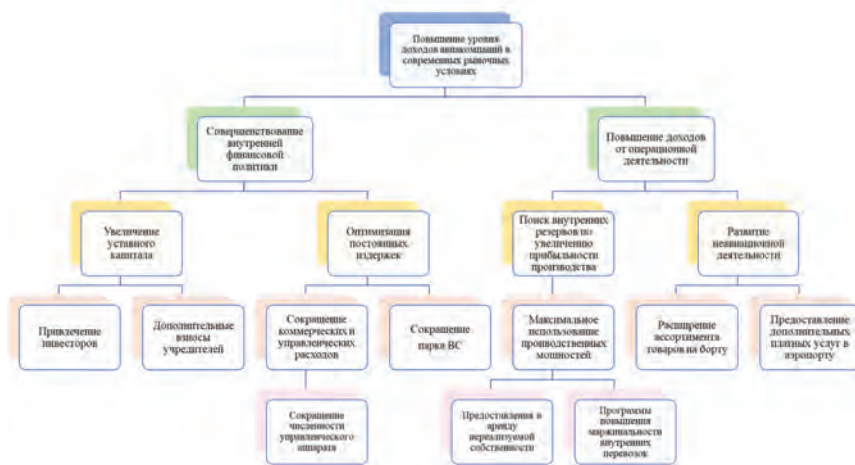 Повышение уровня
доходов авиакомпаний в
современных рыночных
условиях
Совершенствование
внутренней
финансовой
политики
Повышение доходов
от операционной
деятельности
Увеличение
уставного
капитала
Оптимизация
постоянных
издержек
Поиск внутренних
резервов по
увеличению
прибыльности
производства
Развитие
неавиационной
деятельности
Привлечение
инвесторов
Дополнительные
взносы
учредителей
Сокращение
коммерческих и
управленческих
расходов
Сокращение
парка ВС
Максимальное
использование
производственных
мощностей
Расширение
ассортимента
товаров на борту
Предоставление
дополнительных
платных услуг в
аэропорту
Сокращение
численности
управленческого
аппарата
Предоставления в
аренду
нереализуемой
собственности
Программы
повышения
маржинальности
внутренних
перевозок